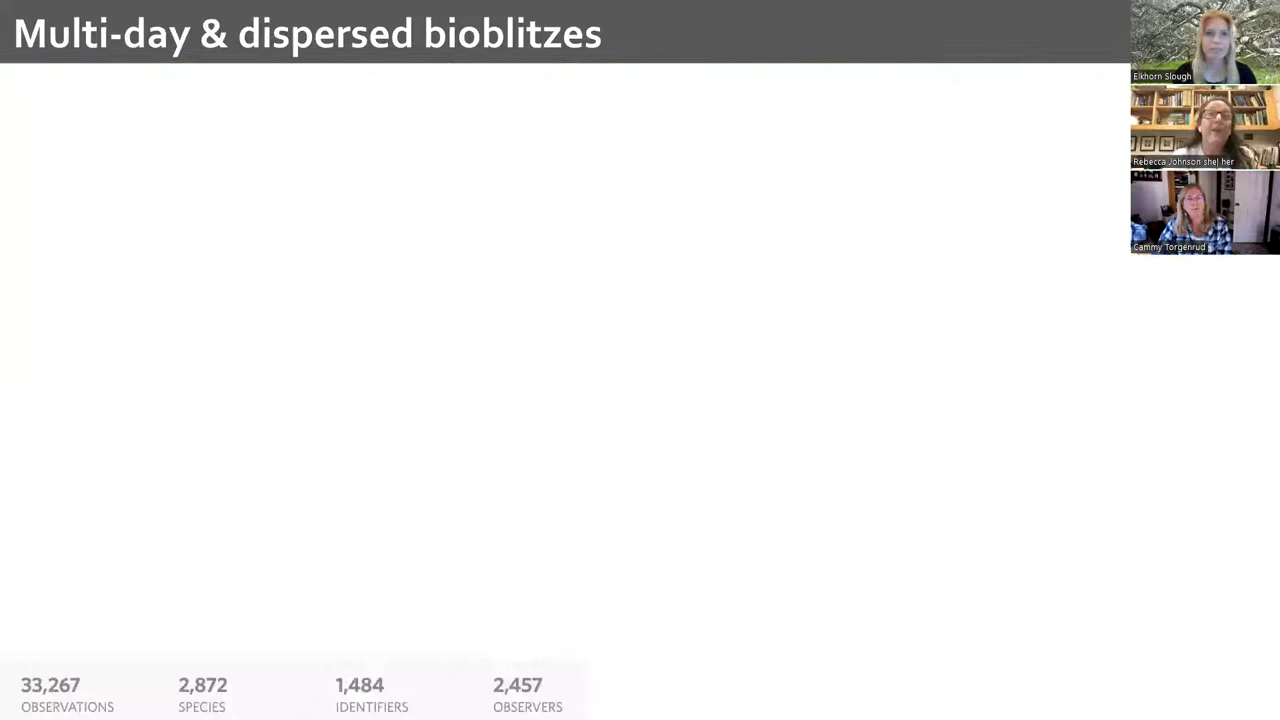 Multi-day & dispersed bioblitzes
Elkhorn Slough
Rebecca Johnson she| her
Cammy Torgenrud
33,267 2,872 1,484 2,457
OBSERVATIONS SPECIES IDENTIFIERS OBSERVERS